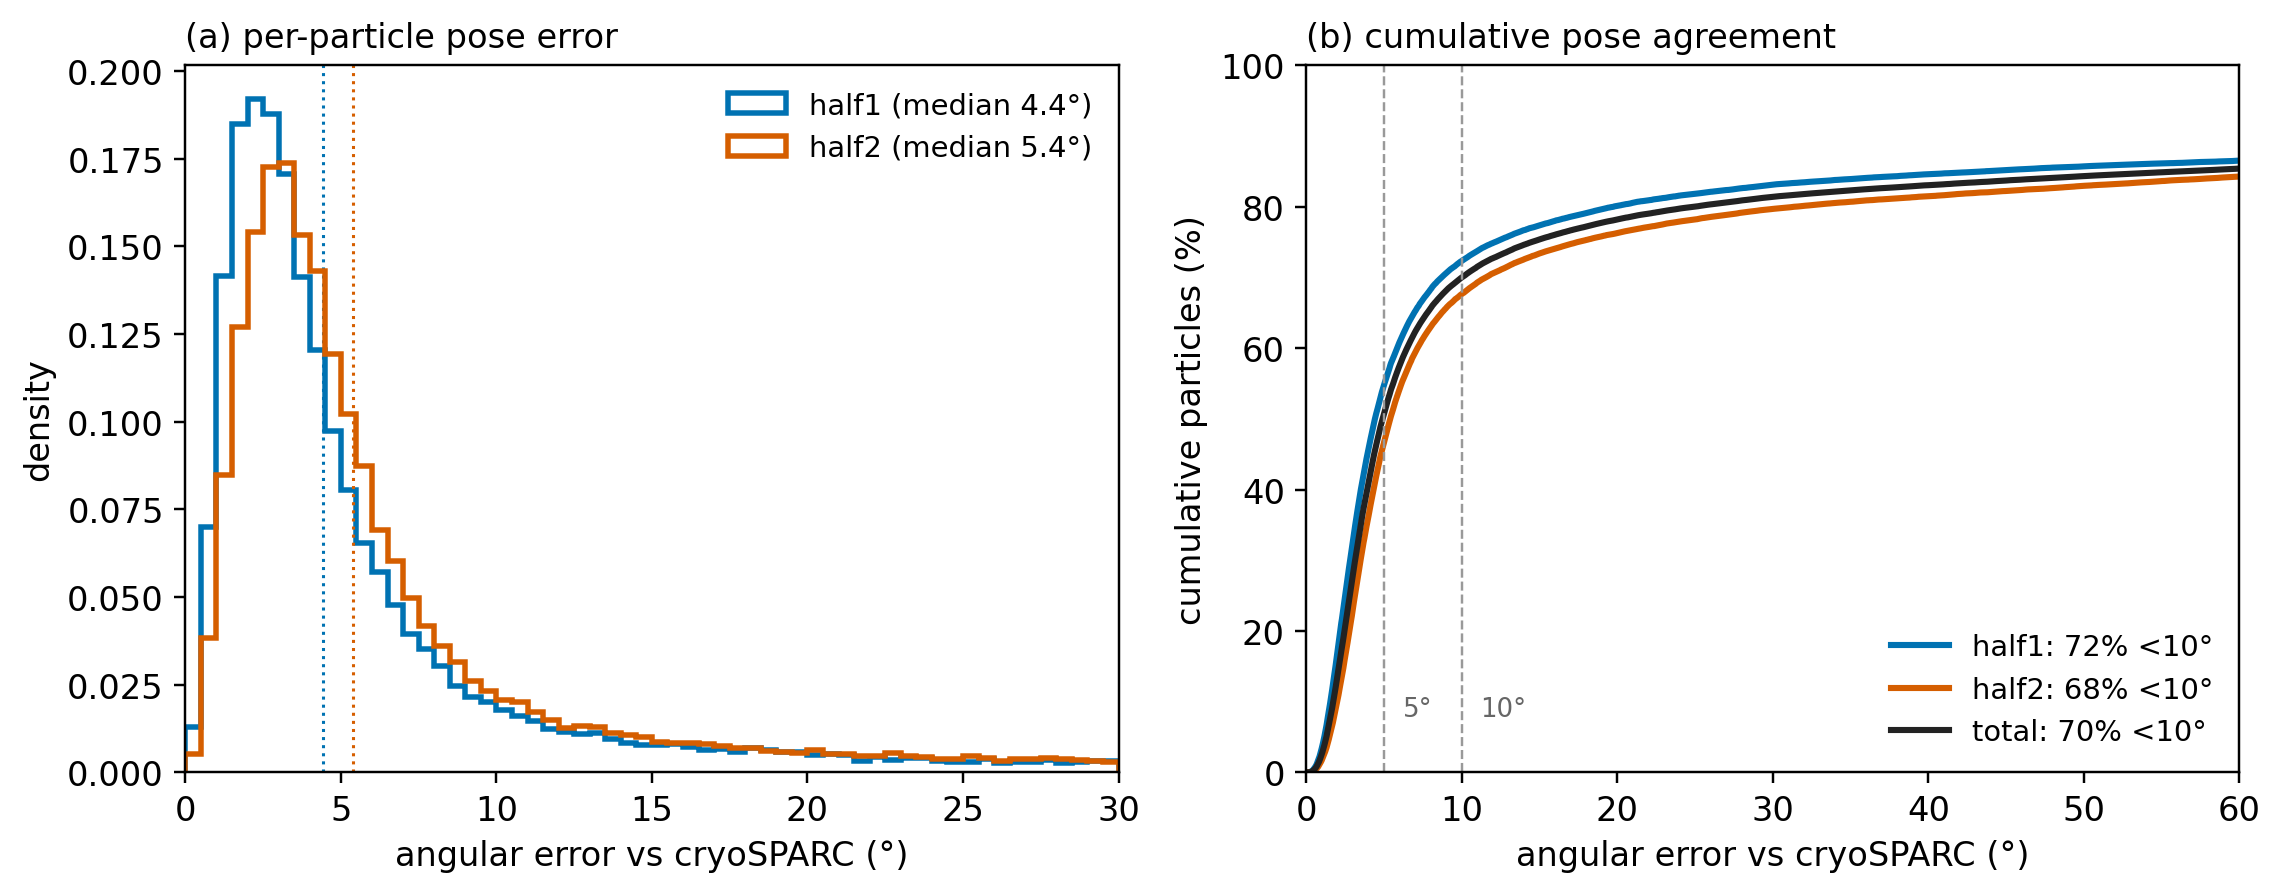 (a) per-particle pose error
0.200
0.175
0.150
0.125
0.100
0.075
0.050
0.025
0.000
density
half1 (median 4.4°)
half2 (median 5.4°)
0 5 10 15 20 25 30
angular error vs cryoSPARC (°)
(b) cumulative pose agreement
100
80
60
40
20
0
cumulative particles (%)
5° 10°
half1: 72% <10°
half2: 68% <10°
total: 70% <10°
0 10 20 30 40 50 60
angular error vs cryoSPARC (°)